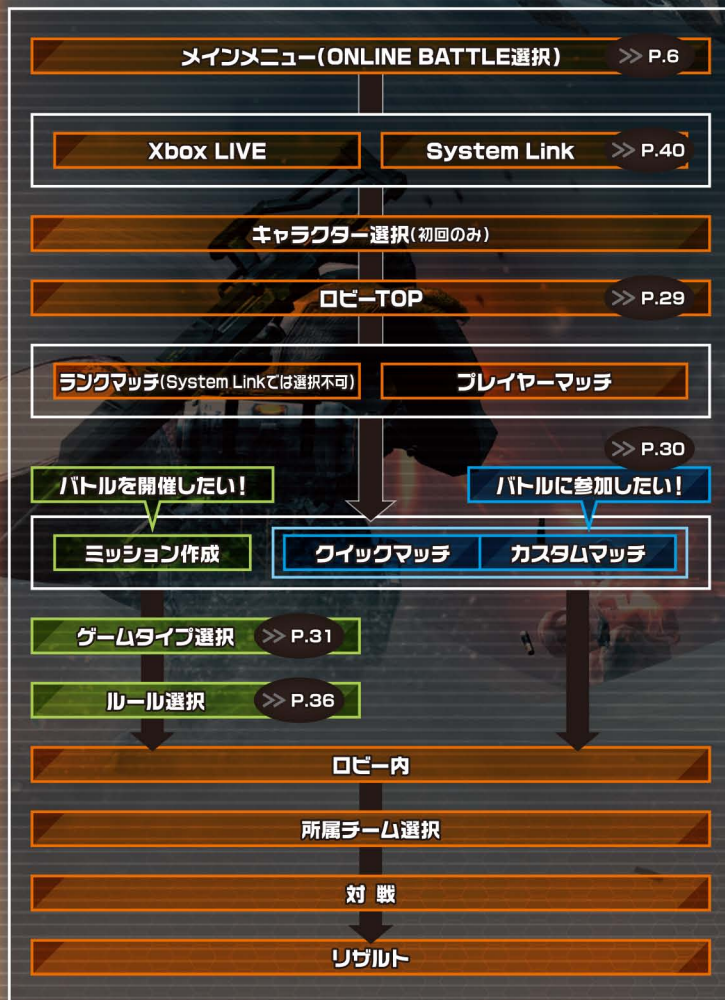 メインメニュー(ONLINE BATTLE選択) >> P.6
Xbox LIVE
System Link >> P.40
キャラクター選択(初回のみ)
ロビーTOP >> P.29
ランクマッチ(System Linkでは選択不可)
プレイヤーマッチ
>> P.30
バトルを開催したい!
バトルに参加したい!
ミッション作成
クイックマッチ
カスタムマッチ
ゲームタイプ選択 >> P.31
ルール選択 >> P.36
ロビー内
所属チーム選択
対 戦
リザルト